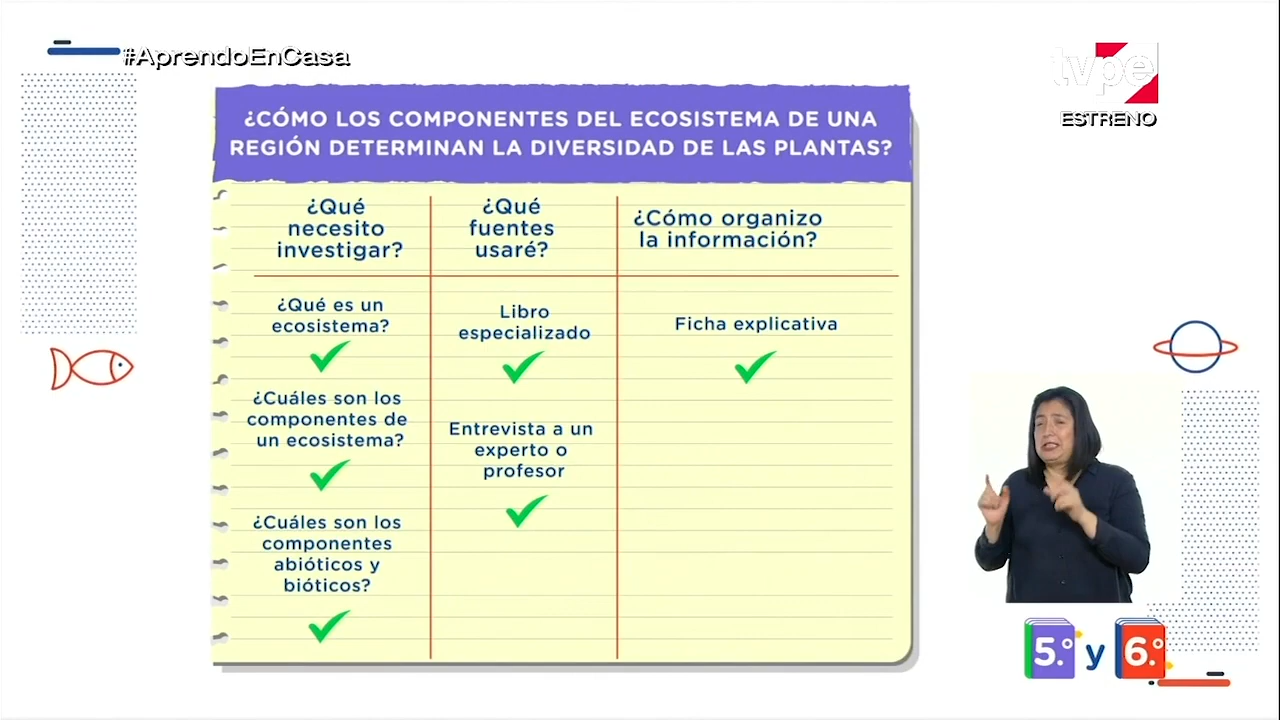 #AprendoEnCasa
tvpe
ESTRENO
¿CÓMO LOS COMPONENTES DEL ECOSISTEMA DE UNA
REGIÓN DETERMINAN LA DIVERSIDAD DE LAS PLANTAS?
¿Qué
necesito
investigar?
¿Qué
fuentes
usaré?
¿Cómo organizo
la información?
¿Qué es un
ecosistema?
Libro
especializado
Ficha explicativa
¿Cuáles son los
componentes de
un ecosistema?
Entrevista a un
experto o
profesor
¿Cuáles son los
componentes
abióticos y
bióticos?
5.° y 6.°